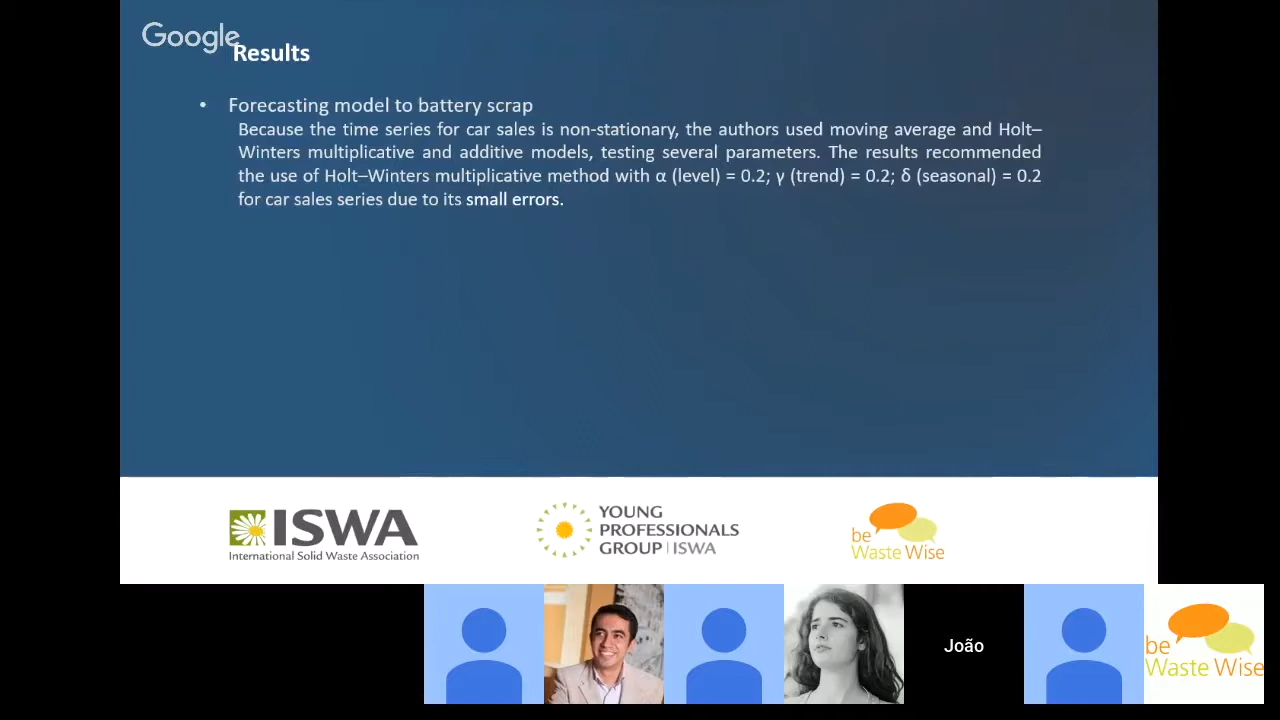 Google
Results
• Forecasting model to battery scrap
Because the time series for car sales is non-stationary, the authors used moving average and Holt–
Winters multiplicative and additive models, testing several parameters. The results recommended
the use of Holt–Winters multiplicative method with α (level) = 0.2; γ (trend) = 0.2; δ (seasonal) = 0.2
for car sales series due to its small errors.
ISWA
International Solid Waste Association
YOUNG
PROFESSIONALS
GROUP | ISWA
be
Waste Wise
João
be
Waste Wise